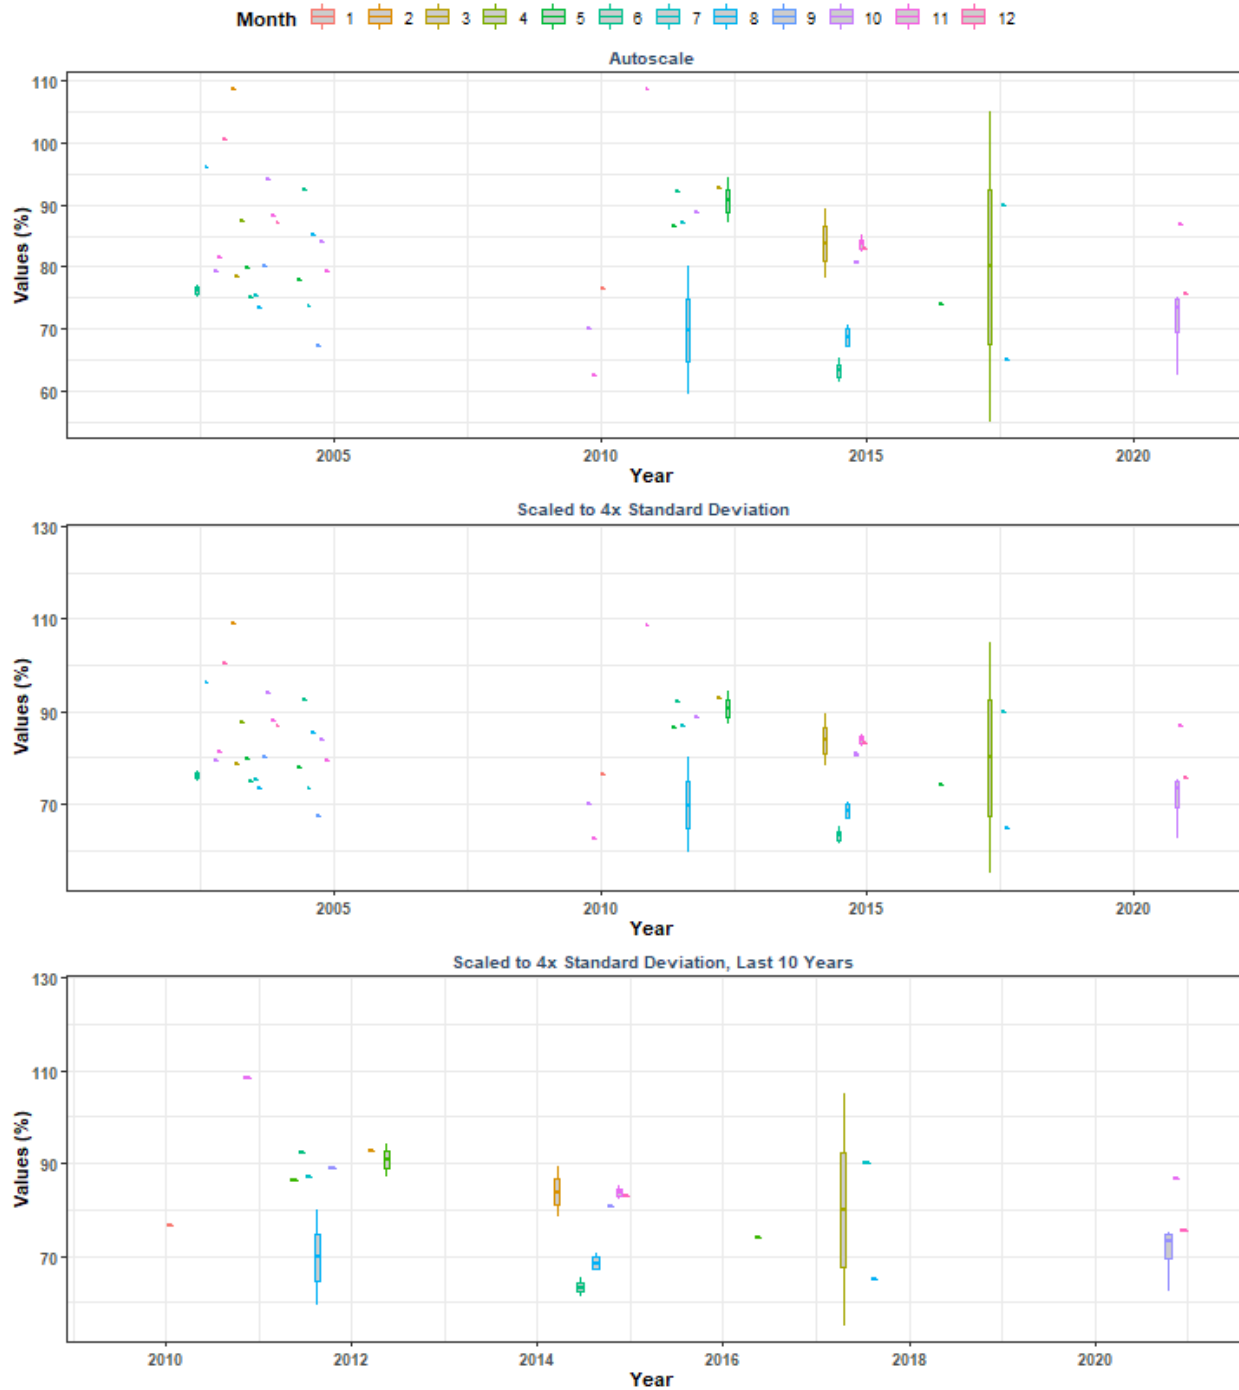 Month 1 2 3 4 5 6 7 8 9 10 11 12
Autoscale
110
100
90
80
70
60
Values (%)
2005 2010 2015 2020
Year
Scaled to 4x Standard Deviation
130
110
90
70
Values (%)
2005 2010 2015 2020
Year
Scaled to 4x Standard Deviation, Last 10 Years
130
110
90
70
Values (%)
2010 2012 2014 2016 2018 2020
Year